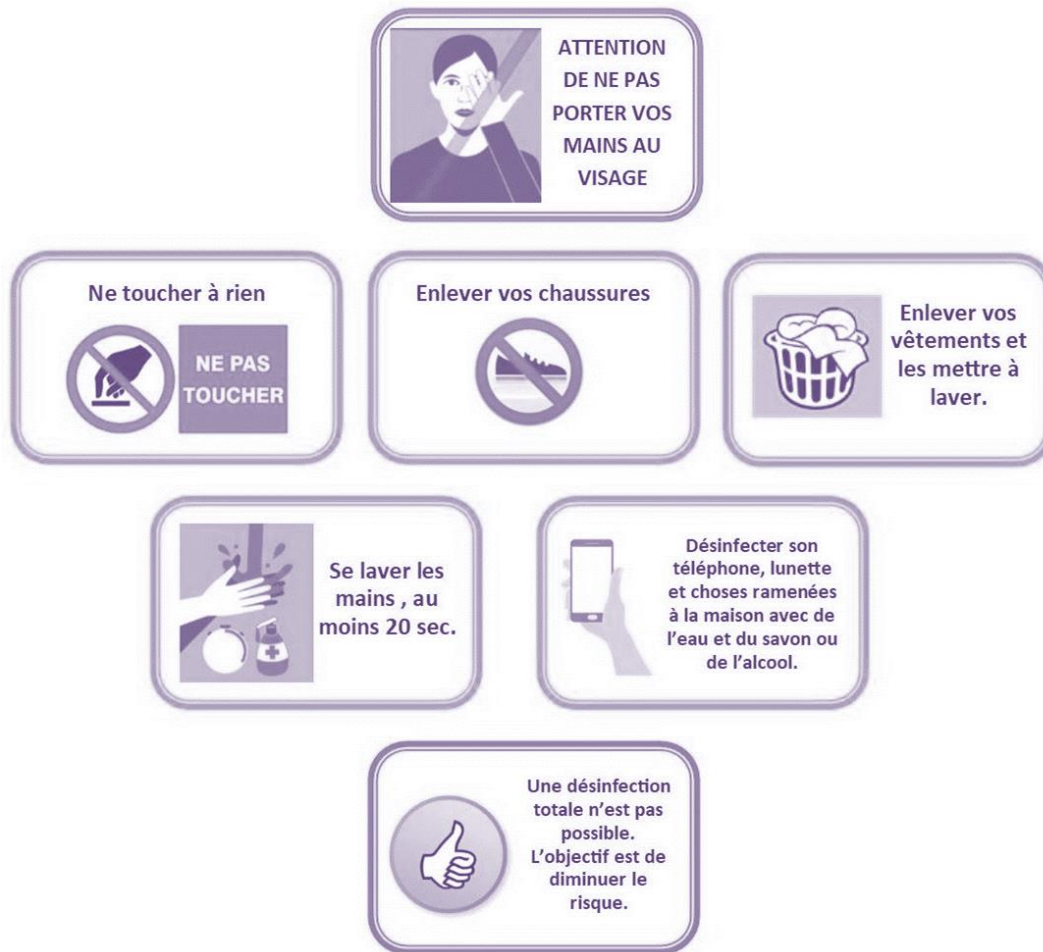 ATTENTION
DE NE PAS
PORTER VOS
MAINS AU
VISAGE
Ne toucher à rien
NE PAS
TOUCHER
Enlever vos chaussures
Enlever vos
vêtements et
les mettre à
laver.
Se laver les
mains , au
moins 20 sec.
Désinfecter son
téléphone, lunette
et choses ramenées
à la maison avec de
l’eau et du savon ou
de l’alcool.
Une désinfection
totale n’est pas
possible.
L’objectif est de
diminuer le
risque.